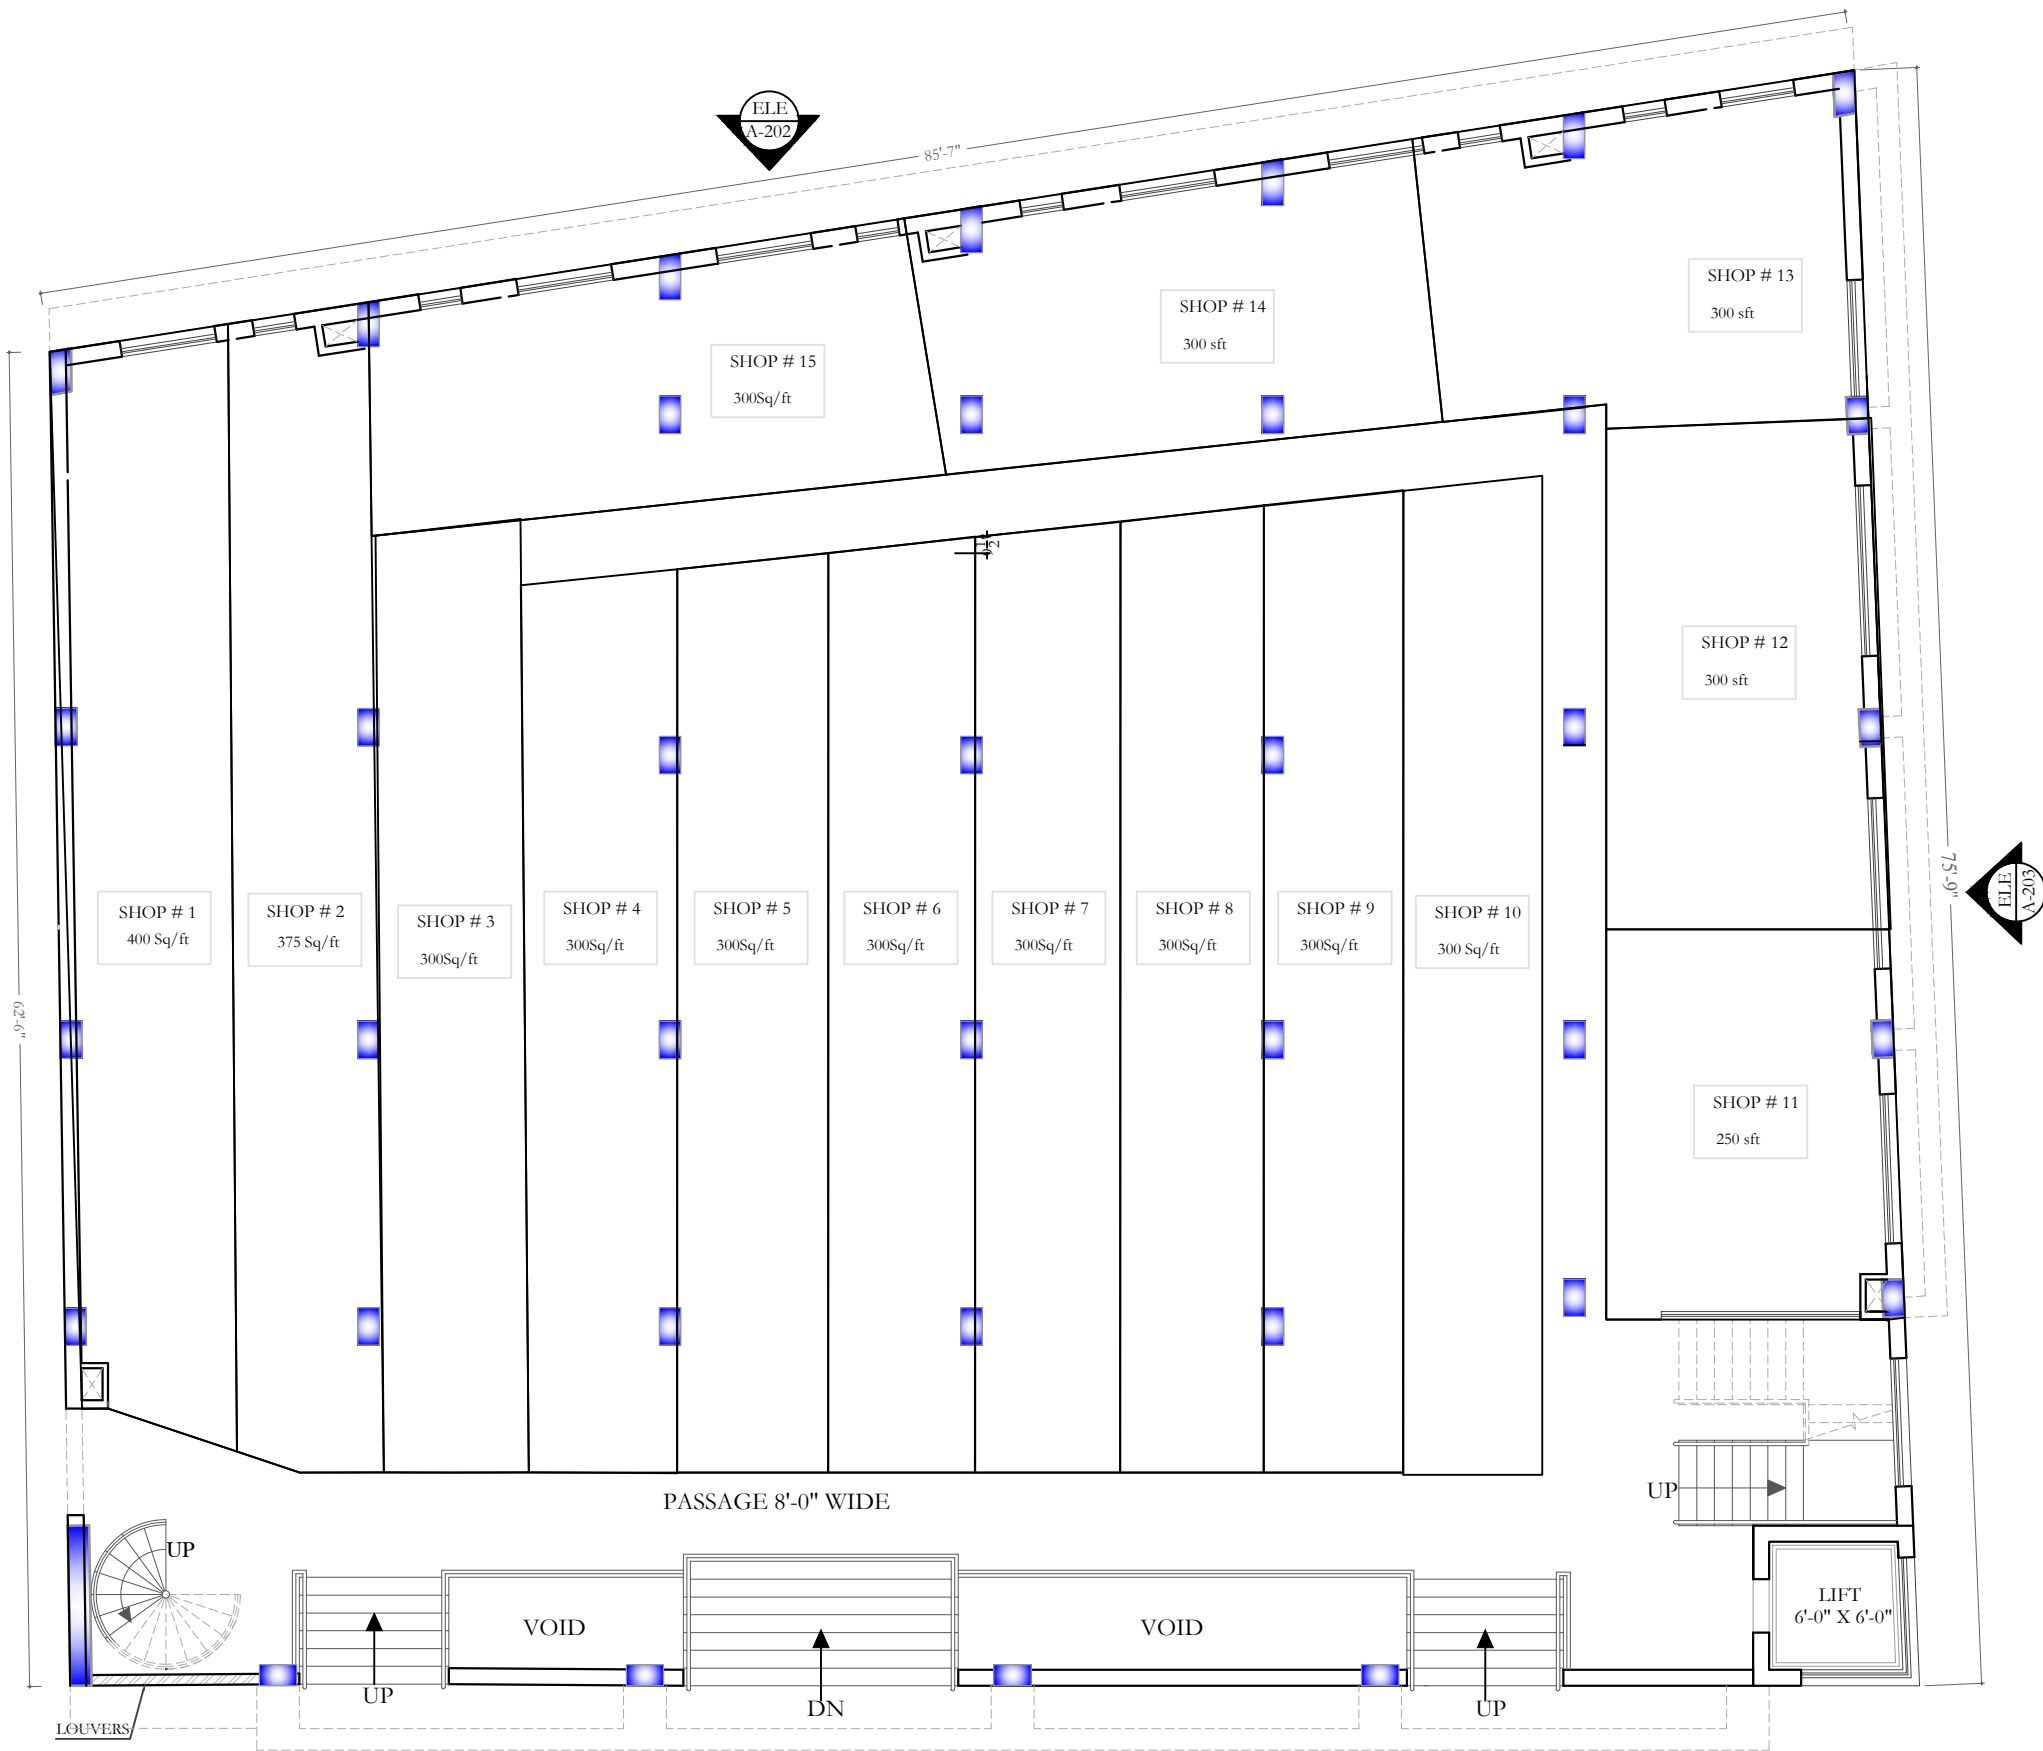 ELE
A-202
85'-7"
SHOP # 13
300 sft
SHOP # 14
300 sft
SHOP # 15
300Sq/ft
SHOP # 12
300 sft
75'-9"
ELE
A-203
SHOP # 1
400 Sq/ft
SHOP # 2
375 Sq/ft
SHOP # 3
300Sq/ft
SHOP # 4
300Sq/ft
SHOP # 5
300Sq/ft
SHOP # 6
300Sq/ft
SHOP # 7
300Sq/ft
SHOP # 8
300Sq/ft
SHOP # 9
300Sq/ft
SHOP # 10
300 Sq/ft
62'-6"
SHOP # 11
250 sft
PASSAGE 8'-0" WIDE
UP
UP
VOID
VOID
LIFT
6'-0" X 6'-0"
UP
DN
UP
LOUVERS